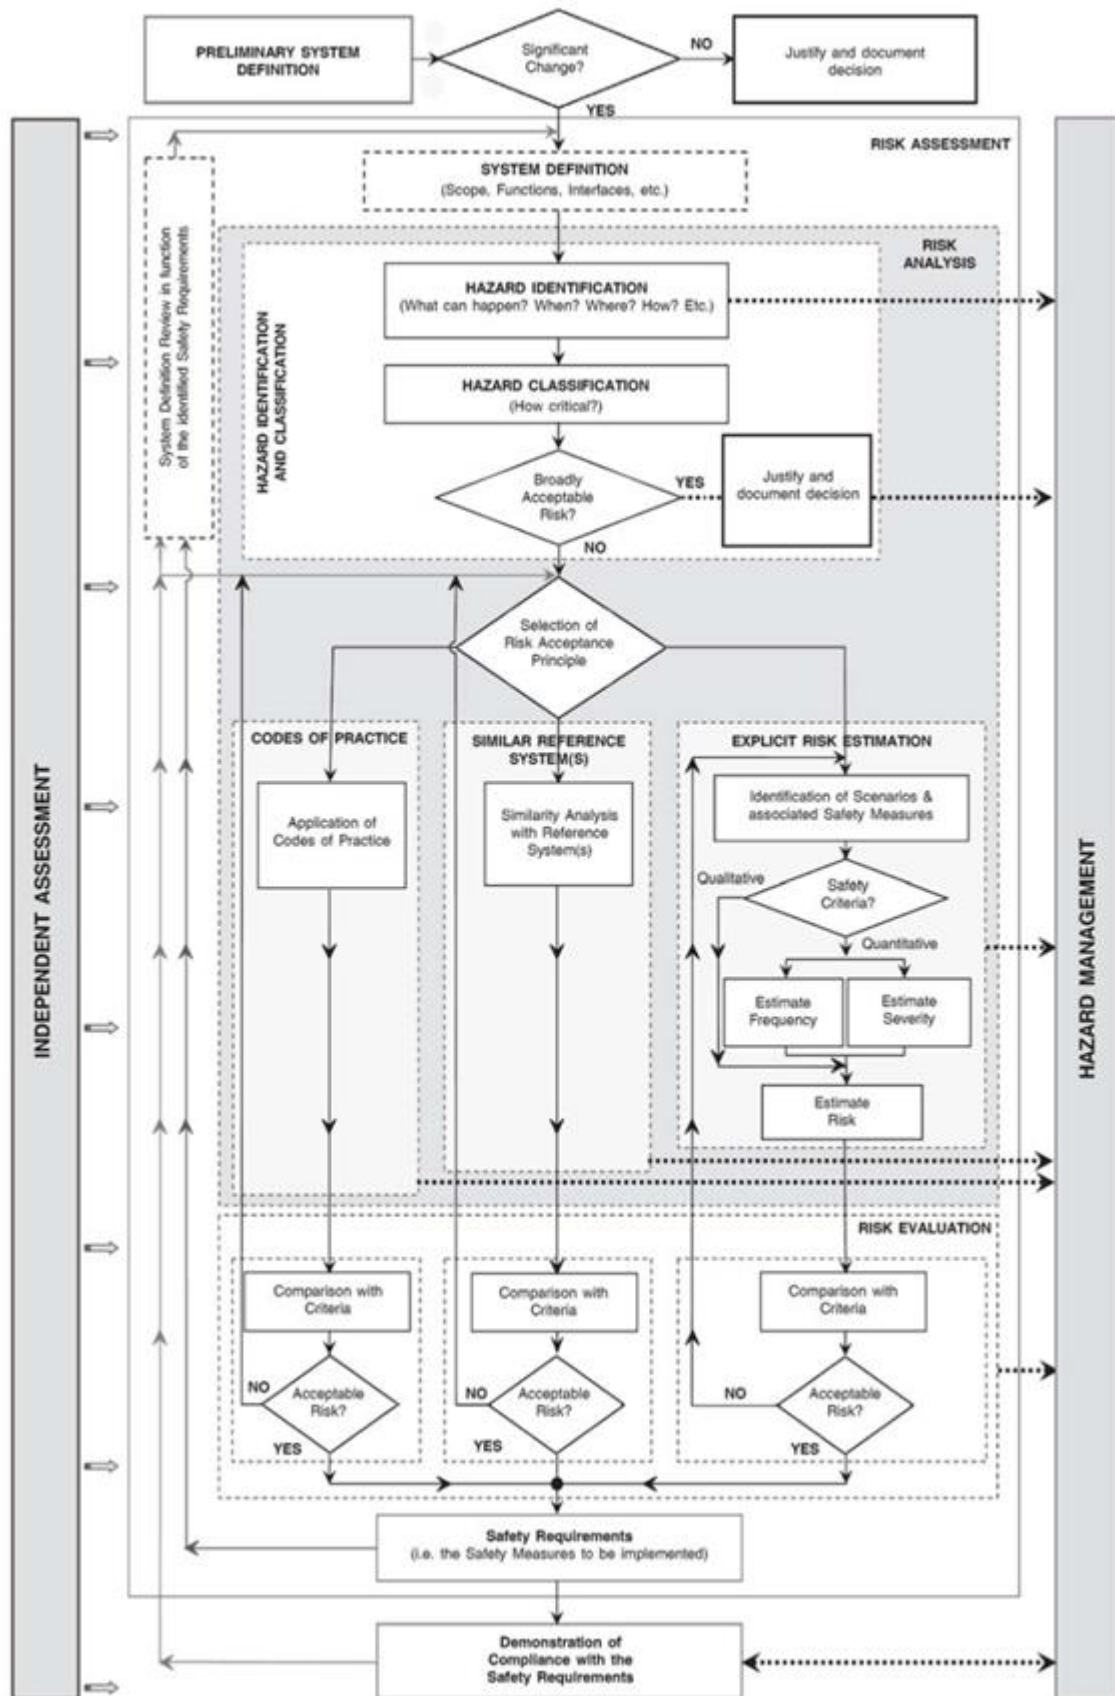 PRELIMINARY SYSTEM
DEFINITION
Significant
Change?
NO
Justify and document
decision
YES
RISK ASSESSMENT
SYSTEM DEFINITION
(Scope, Functions, Interfaces, etc.)
INDEPENDENT ASSESSMENT
System Definition Review in function
of the identified Safety Requirements
RISK
ANALYSIS
HAZARD IDENTIFICATION
AND CLASSIFICATION
HAZARD IDENTIFICATION
(What can happen? When? Where? How? Etc.)
HAZARD CLASSIFICATION
(How critical?)
Broadly
Acceptable
Risk?
YES
Justify and
document decision
NO
Selection of
Risk Acceptance
Principle
CODES OF PRACTICE
Application of
Codes of Practice
SIMILAR REFERENCE
SYSTEM(S)
Similarity Analysis
with Reference
System(s)
EXPLICIT RISK ESTIMATION
Identification of Scenarios &
associated Safety Measures
Qualitative
Safety
Criteria?
Quantitative
Estimate
Frequency
Estimate
Severity
Estimate
Risk
HAZARD MANAGEMENT
RISK EVALUATION
Comparison with
Criteria
Comparison with
Criteria
Comparison with
Criteria
NO
Acceptable
Risk?
YES
NO
Acceptable
Risk?
YES
NO
Acceptable
Risk?
YES
Safety Requirements
(i.e. the Safety Measures to be implemented)
Demonstration of
Compliance with the
Safety Requirements